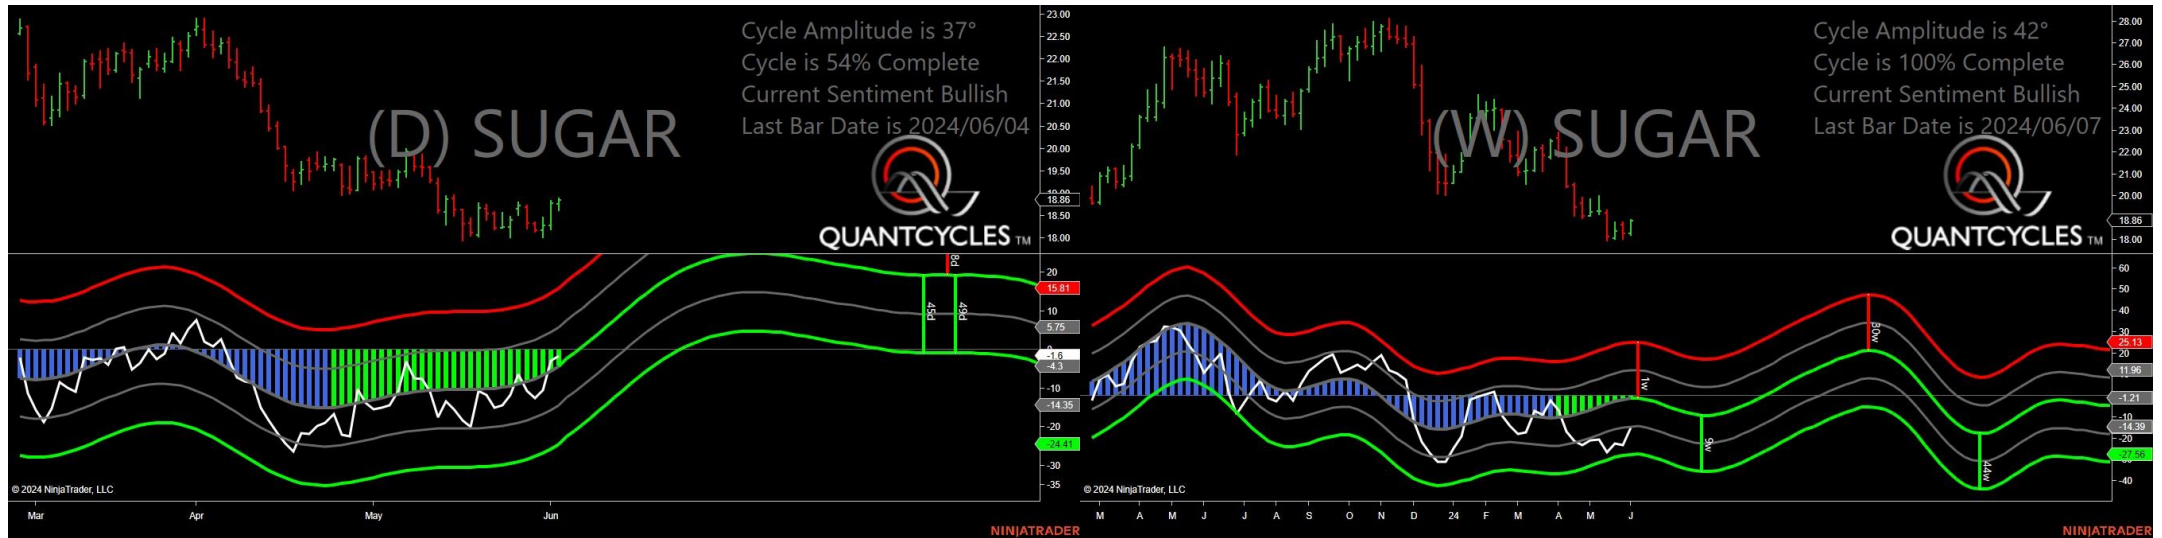 Cycle Amplitude is 37°
Cycle is 54% Complete
Current Sentiment Bullish
Last Bar Date is 2024/06/04
(D) SUGAR
QUANTCYCLES TM
23.00
22.50
22.00
21.50
21.00
20.50
20.00
19.50
19.00
18.86
18.50
18.00
8d
45d
49d
20
15.81
10
5.75
0
-1.6
-4.3
-10
-14.35
-20
-24.41
-30
-35
© 2024 NinjaTrader, LLC
Mar Apr May Jun
NINJATRADER
Cycle Amplitude is 42°
Cycle is 100% Complete
Current Sentiment Bullish
Last Bar Date is 2024/06/07
(W) SUGAR
QUANTCYCLES TM
28.00
27.00
26.00
25.00
24.00
23.00
22.00
21.00
20.00
18.86
18.00
1w
9w
30w
44w
60
50
40
30
25.13
20
11.96
-1.21
-10
-14.39
-20
-27.56
-40
© 2024 NinjaTrader, LLC
M A M J J A S O N D 24 F M A M J
NINJATRADER